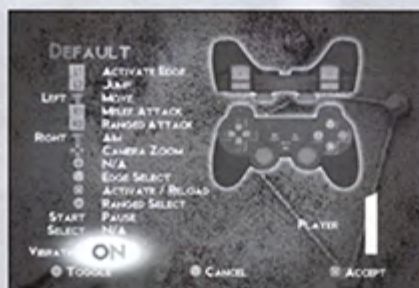 DEFAULT
ACTIVATE EDGE
JUMP
LEFT MOVE
MELEE ATTACK
RANGED ATTACK
RIGHT AIM
CAMERA ZOOM
N/A
EDGE SELECT
ACTIVATE / RELOAD
RANGED SELECT
START PAUSE
SELECT N/A
PLAYER 1
VIBRATION ON
TOGGLE CANCEL ACCEPT